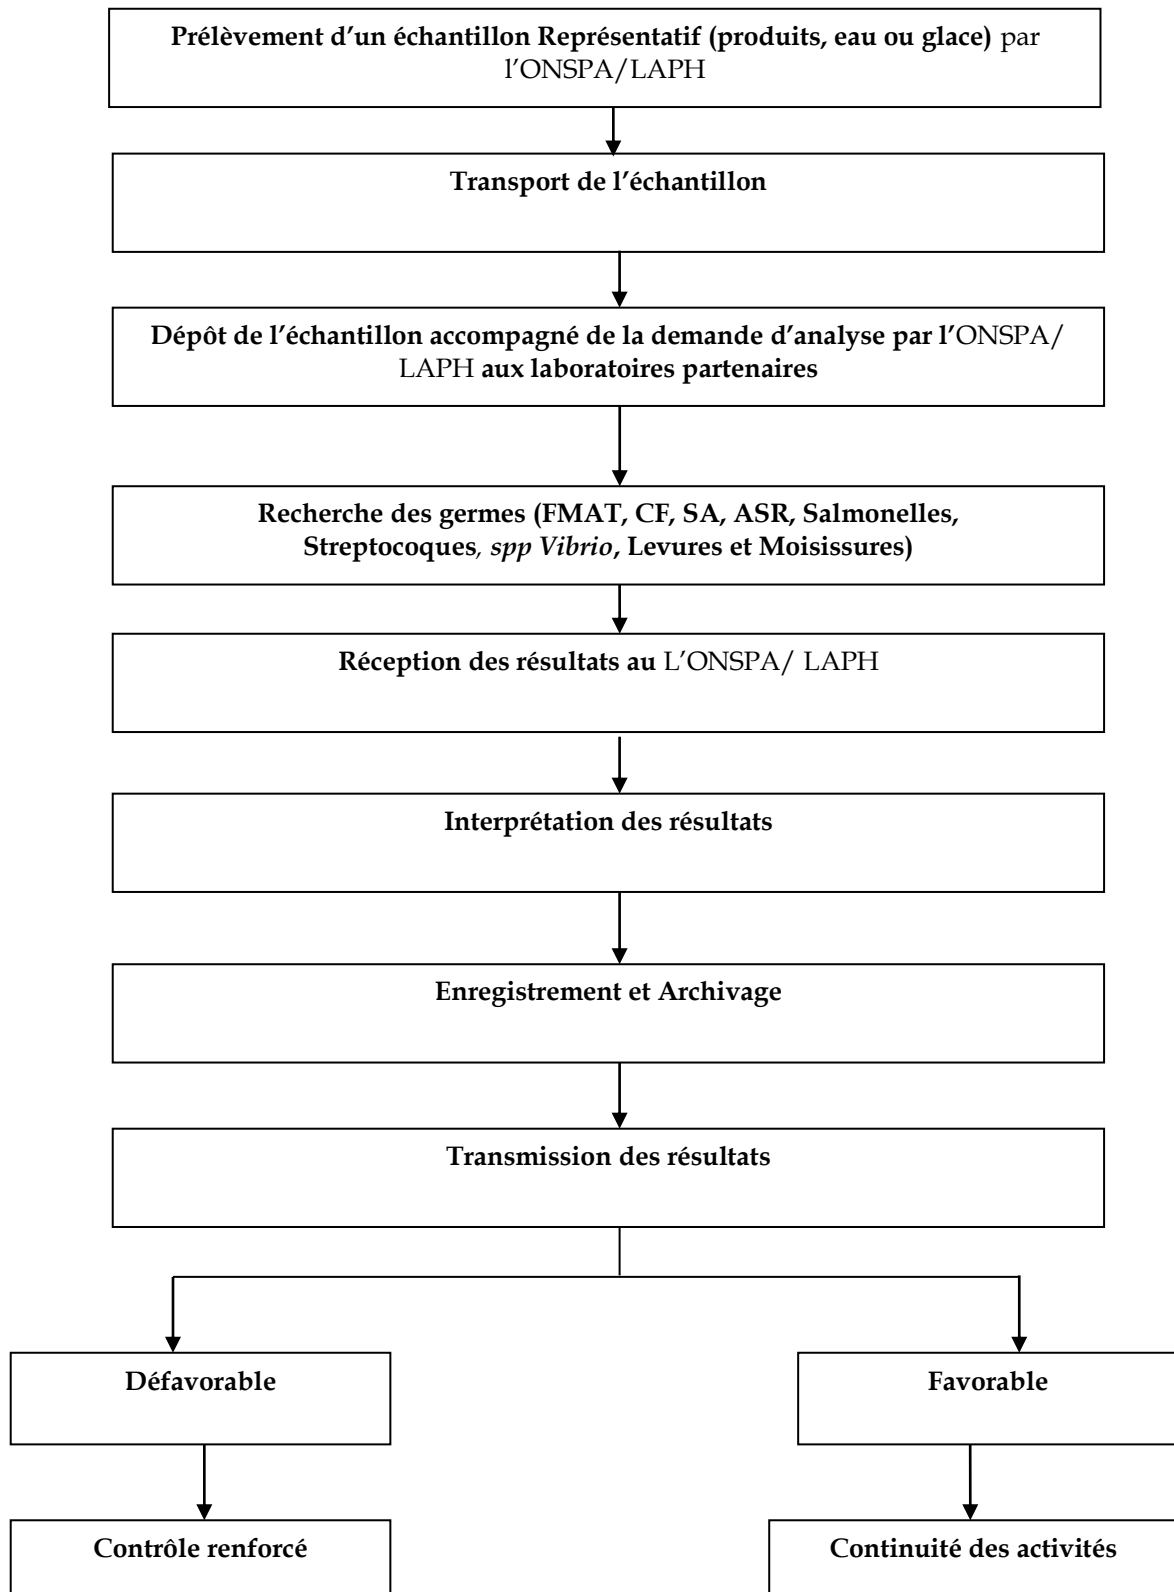 Prélèvement d’un échantillon Représentatif (produits, eau ou glace) par
l’ONSPA/LAPH
Transport de l’échantillon
Dépôt de l’échantillon accompagné de la demande d’analyse par l’ONSPA/
LAPH aux laboratoires partenaires
Recherche des germes (FMAT, CF, SA, ASR, Salmonelles,
Streptocoques, spp Vibrio, Levures et Moisissures)
Réception des résultats au L’ONSPA/ LAPH
Interprétation des résultats
Enregistrement et Archivage
Transmission des résultats
Défavorable
Favorable
Contrôle renforcé
Continuité des activités